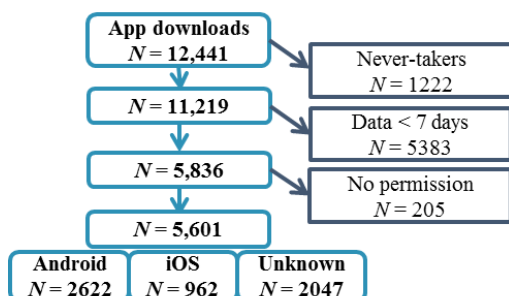 App downloads
N = 12,441
Never-takers
N = 1222
N = 11,219
Data < 7 days
N = 5383
N = 5,836
No permission
N = 205
N = 5,601
Android
N = 2622
iOS
N = 962
Unknown
N = 2047